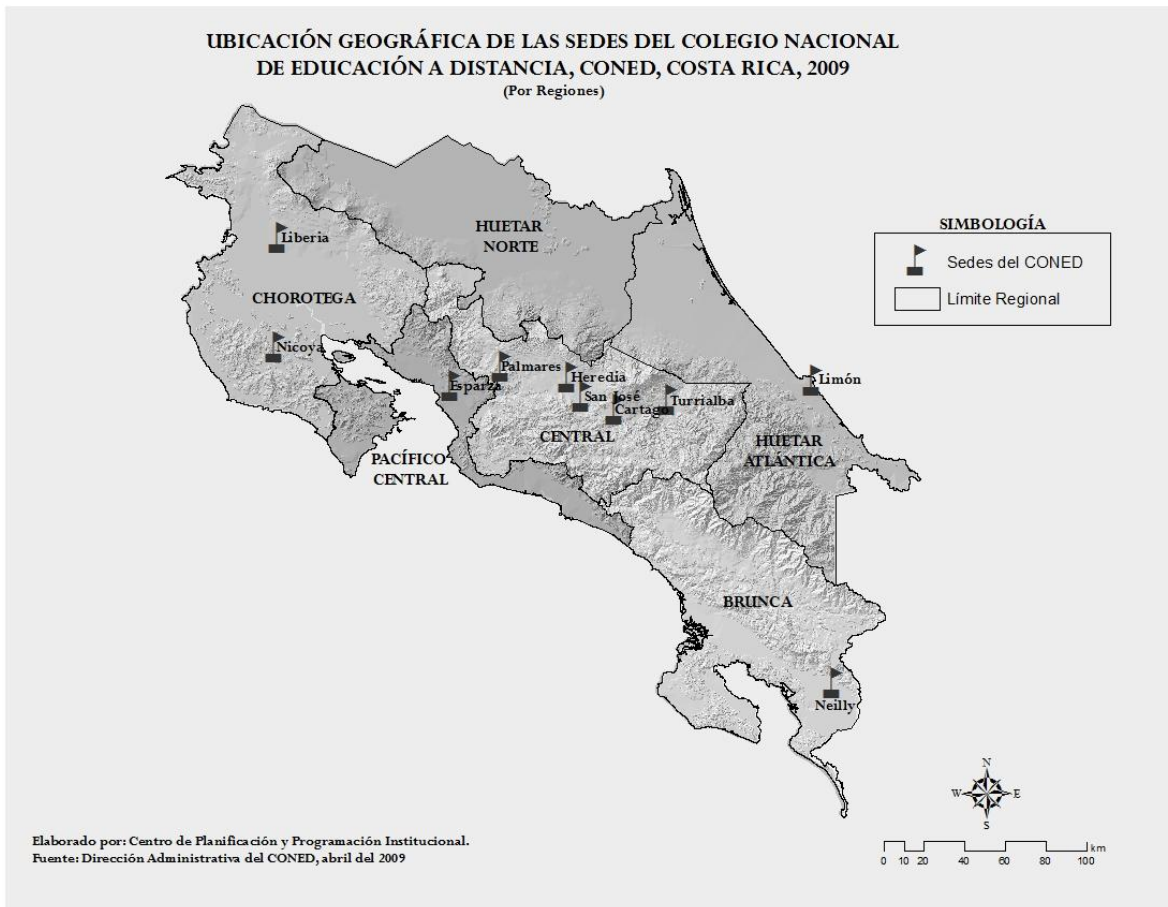 UBICACIÓN GEOGRÁFICA DE LAS SEDES DEL COLEGIO NACIONAL
DE EDUCACIÓN A DISTANCIA, CONED, COSTA RICA, 2009
(Por Regiones)
HUETAR
NORTE
SIMBOLOGÍA
Sedes del CONED
Límite Regional
Liberia
CHOROTEGA
Nicoya
Palmares
Heredia
Esparza
San José
Cartago
Turrialba
Limón
CENTRAL
HUETAR
ATLÁNTICA
PACÍFICO
CENTRAL
BRUNCA
Neilly
N
W
E
S
Elaborado por: Centro de Planificación y Programación Institucional.
Fuente: Dirección Administrativa del CONED, abril del 2009
km
0 10 20 40 60 80 100